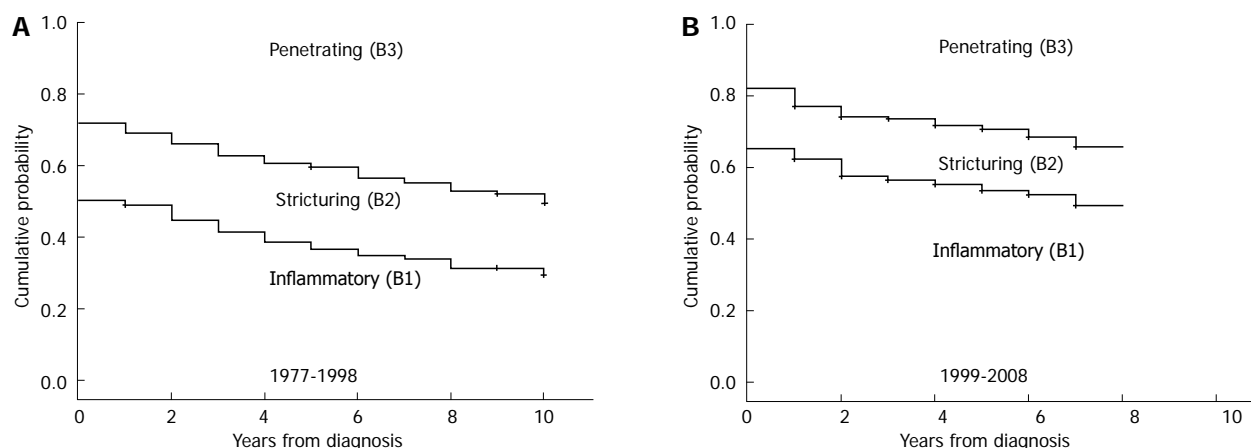 A
1.0
0.8
0.6
0.4
0.2
0.0
Cumulative probability
Penetrating (B3)
Stricturing (B2)
Inflammatory (B1)
1977-1998
0 2 4 6 8 10
Years from diagnosis
B
1.0
0.8
0.6
0.4
0.2
0.0
Cumulative probability
Penetrating (B3)
Stricturing (B2)
Inflammatory (B1)
1999-2008
0 2 4 6 8 10
Years from diagnosis